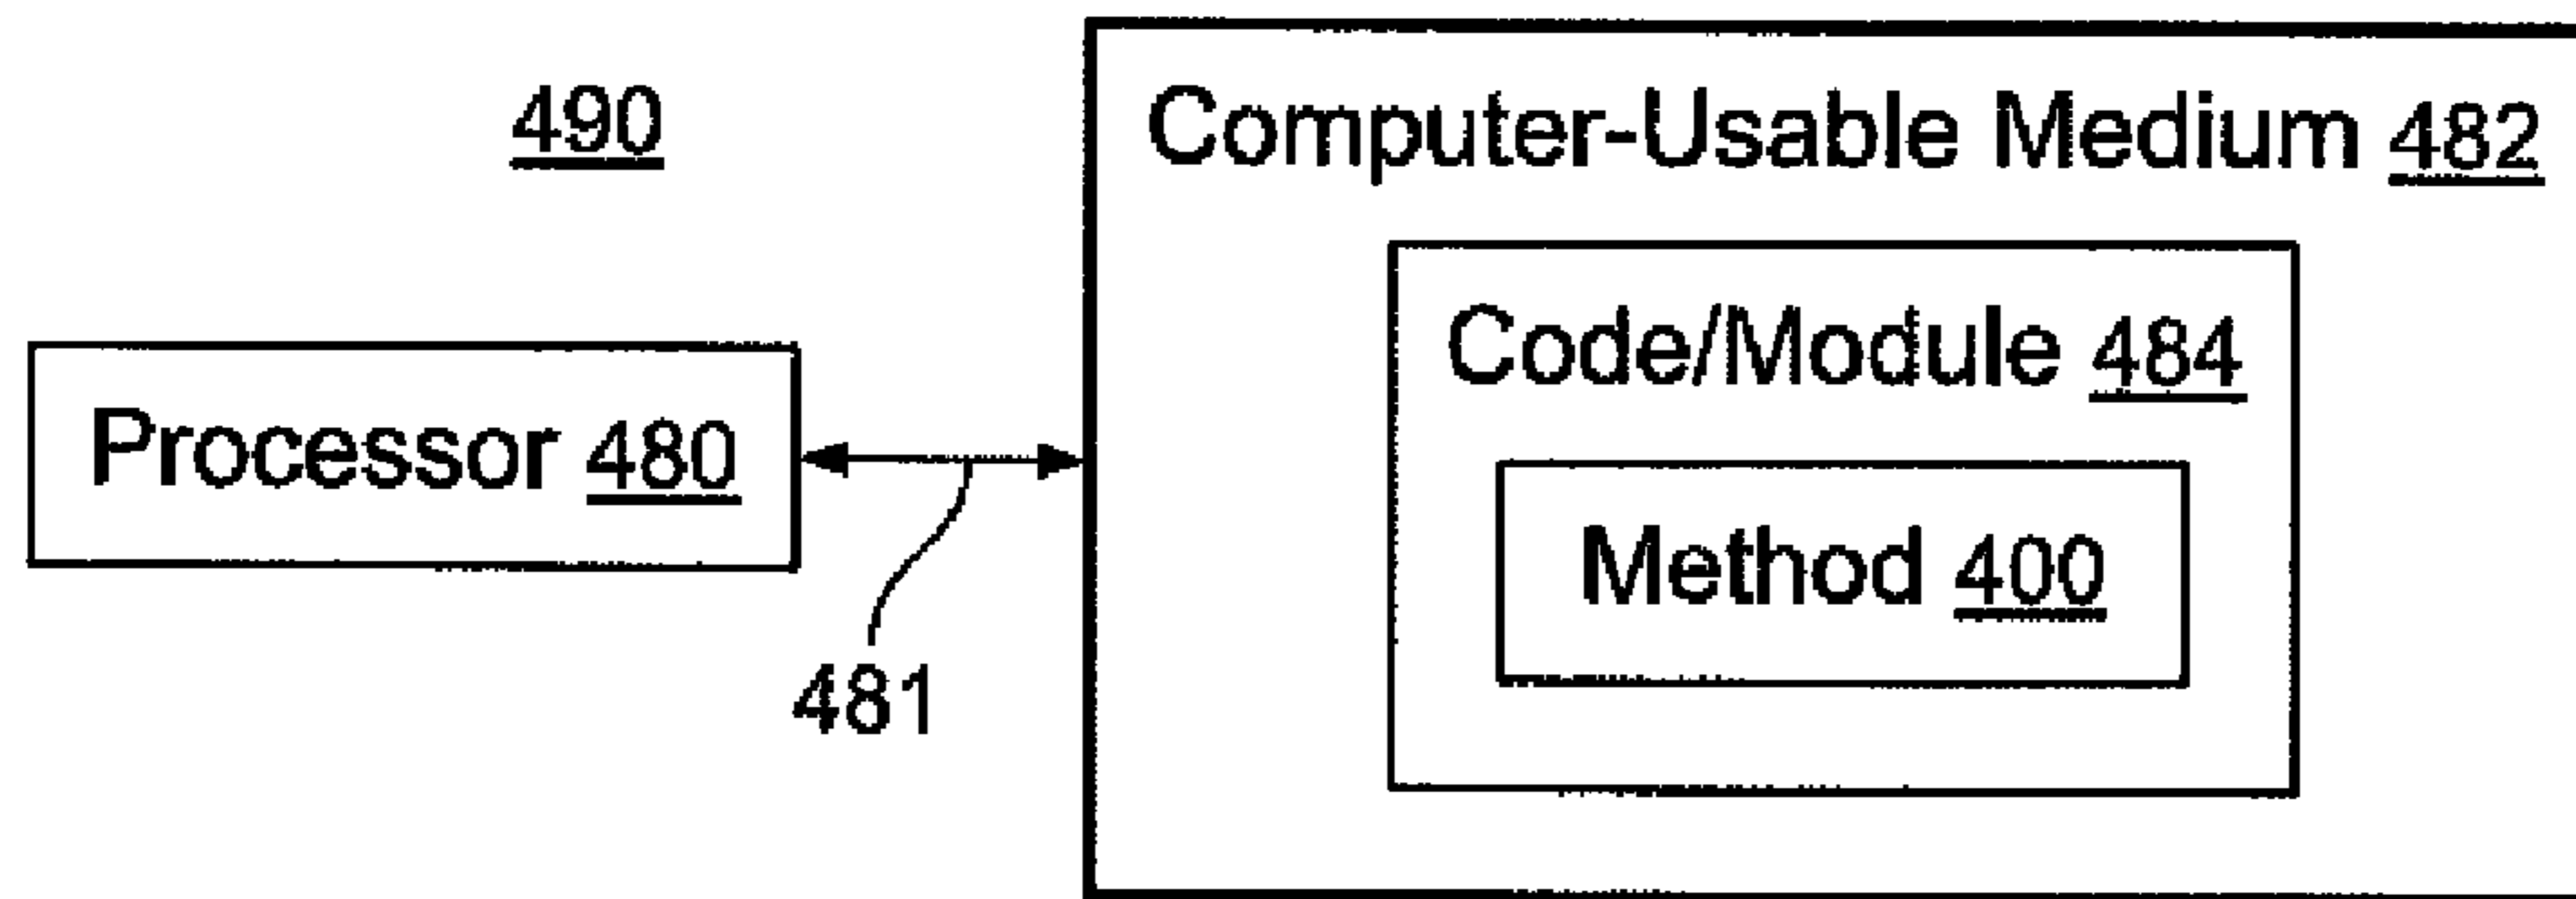 490
Computer-Usable Medium 482
Code/Module 484
Processor 480
Method 400
481